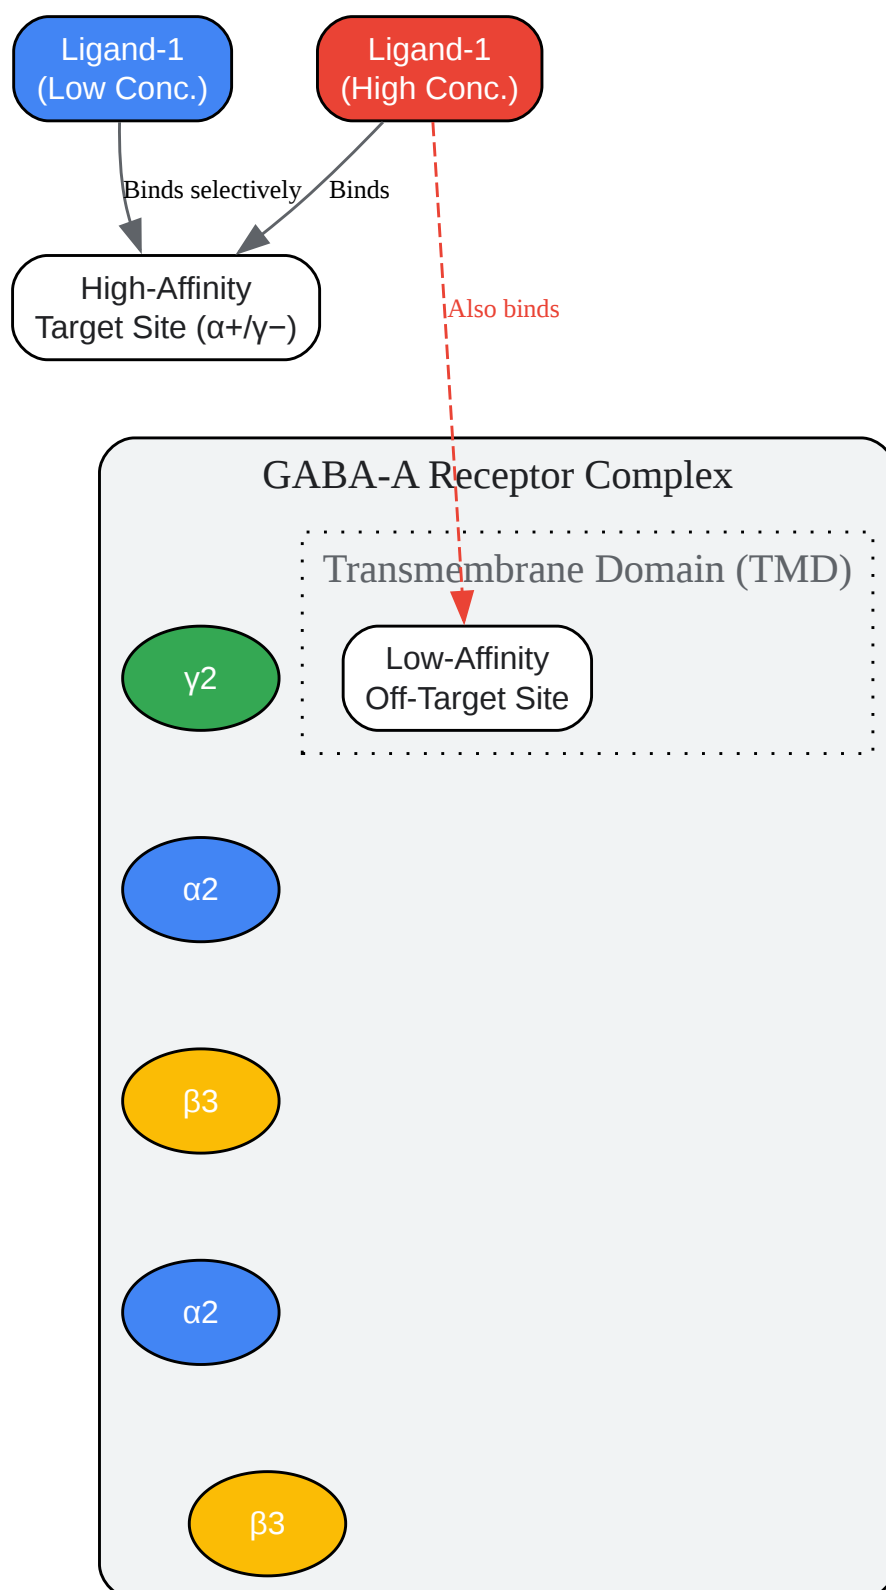 Ligand-1
(Low Conc.)
Ligand-1
(High Conc.)
Binds selectively
Binds
High-Affinity
Target Site (α+/γ−)
Also binds
GABA-A Receptor Complex
Transmembrane Domain (TMD)
γ2
Low-Affinity
Off-Target Site
α2
β3
α2
β3